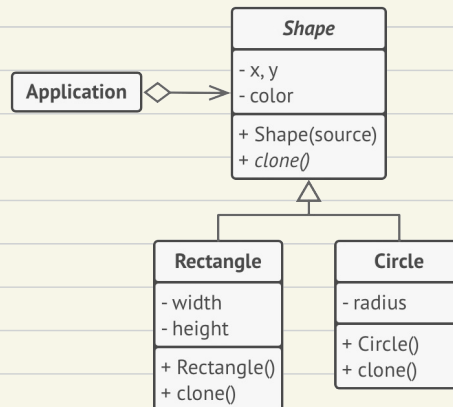 Shape
- x, y
- color
+ Shape(source)
+ clone()
Application
Rectangle
- width
- height
+ Rectangle()
+ clone()
Circle
- radius
+ Circle()
+ clone()